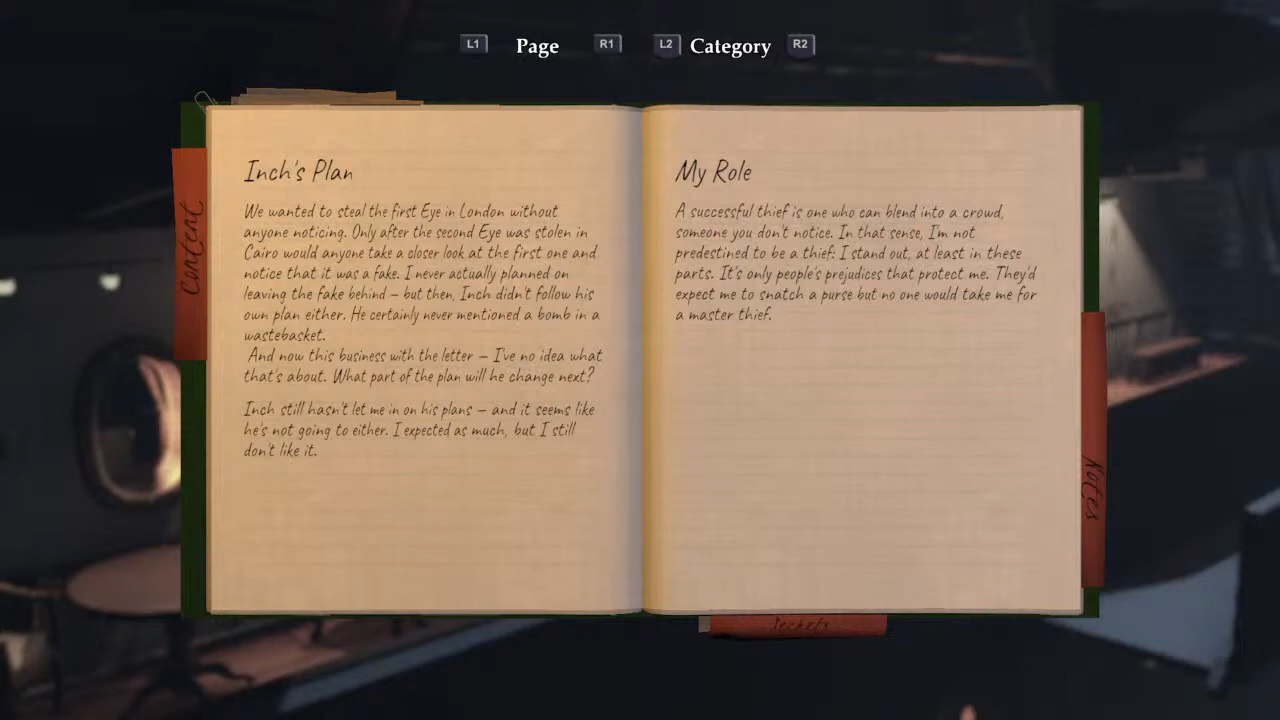 L1 Page R1 L2 Category R2
content
Inch's Plan
We wanted to steal the first Eye in London without
anyone noticing. Only after the second Eye was stolen in
Cairo would anyone take a closer look at the first one and
notice that it was a fake. I never actually planned on
leaving the fake behind – but then, Inch didn't follow his
own plan either. He certainly never mentioned a bomb in a
wastebasket.
And now this business with the letter – I've no idea what
that's about. What part of the plan will he change next?
Inch still hasn't let me in on his plans – and it seems like
he's not going to either. I expected as much, but I still
don't like it.
My Role
A successful thief is one who can blend into a crowd,
someone you don't notice. In that sense, I'm not
predestined to be a thief: I stand out, at least in these
parts. It's only people's prejudices that protect me. They'd
expect me to snatch a purse but no one would take me for
a master thief.
Notes
Secrets